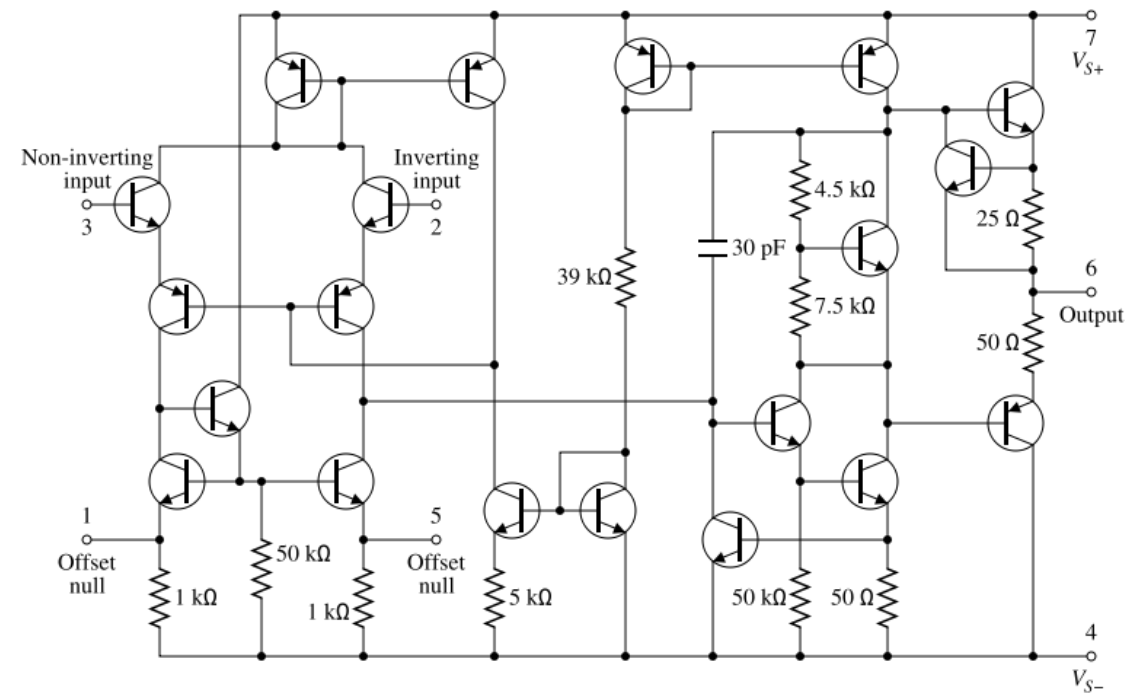 7
V_S+
Non-inverting
input
3
Inverting
input
2
4.5 kΩ
25 Ω
30 pF
39 kΩ
7.5 kΩ
6
Output
50 Ω
1
Offset
null
5
Offset
null
50 kΩ
1 kΩ
1 kΩ
5 kΩ
50 kΩ
50 Ω
4
V_S−